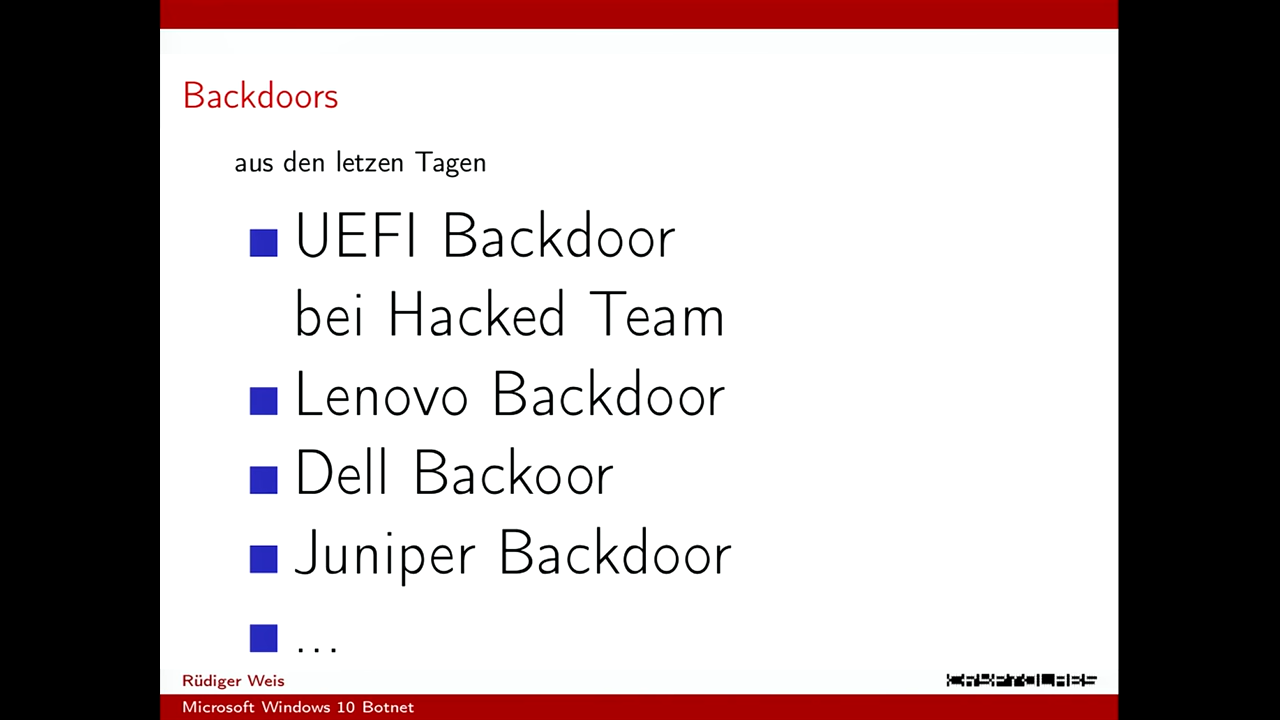 Backdoors
aus den letzen Tagen
UEFI Backdoor
bei Hacked Team
Lenovo Backdoor
Dell Backoor
Juniper Backdoor
...
Rüdiger Weis
CRYPTOLABS
Microsoft Windows 10 Botnet